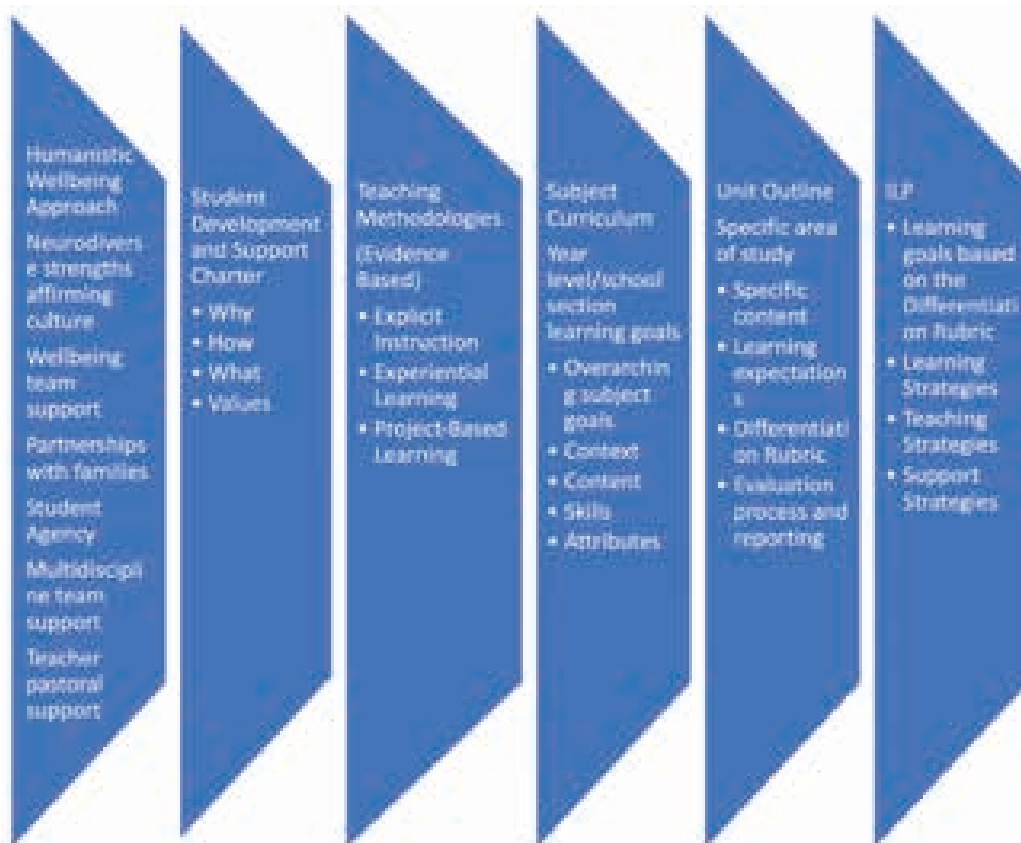 Humanistic
Wellbeing
Approach
Neurodivers
e strengths
affirming
culture
Wellbeing
team
support
Partnerships
with families
Student
Agency
Multidiscipli
ne team
support
Teacher
pastoral
support
Student
Development
and Support
Charter
• Why
• How
• What
• Values
Teaching
Methodologies
(Evidence
Based)
• Explicit
Instruction
• Experiential
Learning
• Project-Based
Learning
Subject
Curriculum
Year
level/school
section
learning goals
• Overarchin
g subject
goals
• Context
• Content
• Skills
• Attributes
Unit Outline
Specific area
of study
• Specific
content
• Learning
expectation
s
• Differentiati
on Rubric
• Evaluation
process and
reporting
ILP
• Learning
goals based
on the
Differentiati
on Rubric
• Learning
Strategies
• Teaching
Strategies
• Support
Strategies